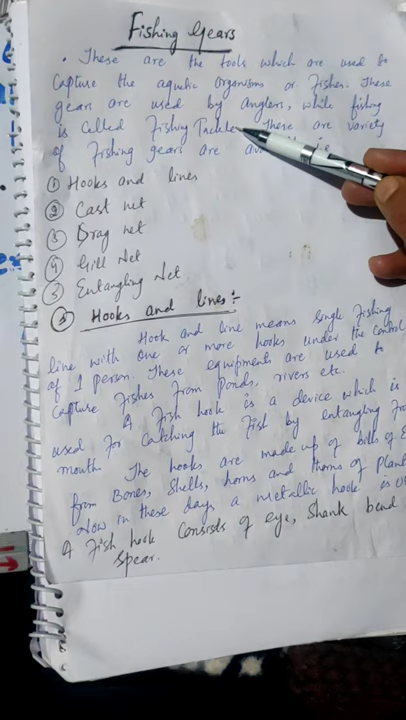 Fishing Gears
• These are the tools which are used to
Capture the aquatic organisms or fishes. These
gears are used by anglers, while fishing
is called Fishing Tackle. These are variety
of Fishing gears are
① Hooks and lines
② Cast net
③ Drag net
④ Gill Net
⑤ Entangling Net
Hooks and lines :-
Hook and line means single fishing
line with one or more hooks under the control
of 1 person. These equipments are used to
Capture Fishes From ponds, rivers etc.
A Fish hook is a device which is
used For catching the Fish by entangling
mouth. The hooks are made up of bills of
from Bones, Shells, horns and thorns of Plant
Now in these days a metallic hook is
A Fish hook Consists of eye, Shank bend
Spear.